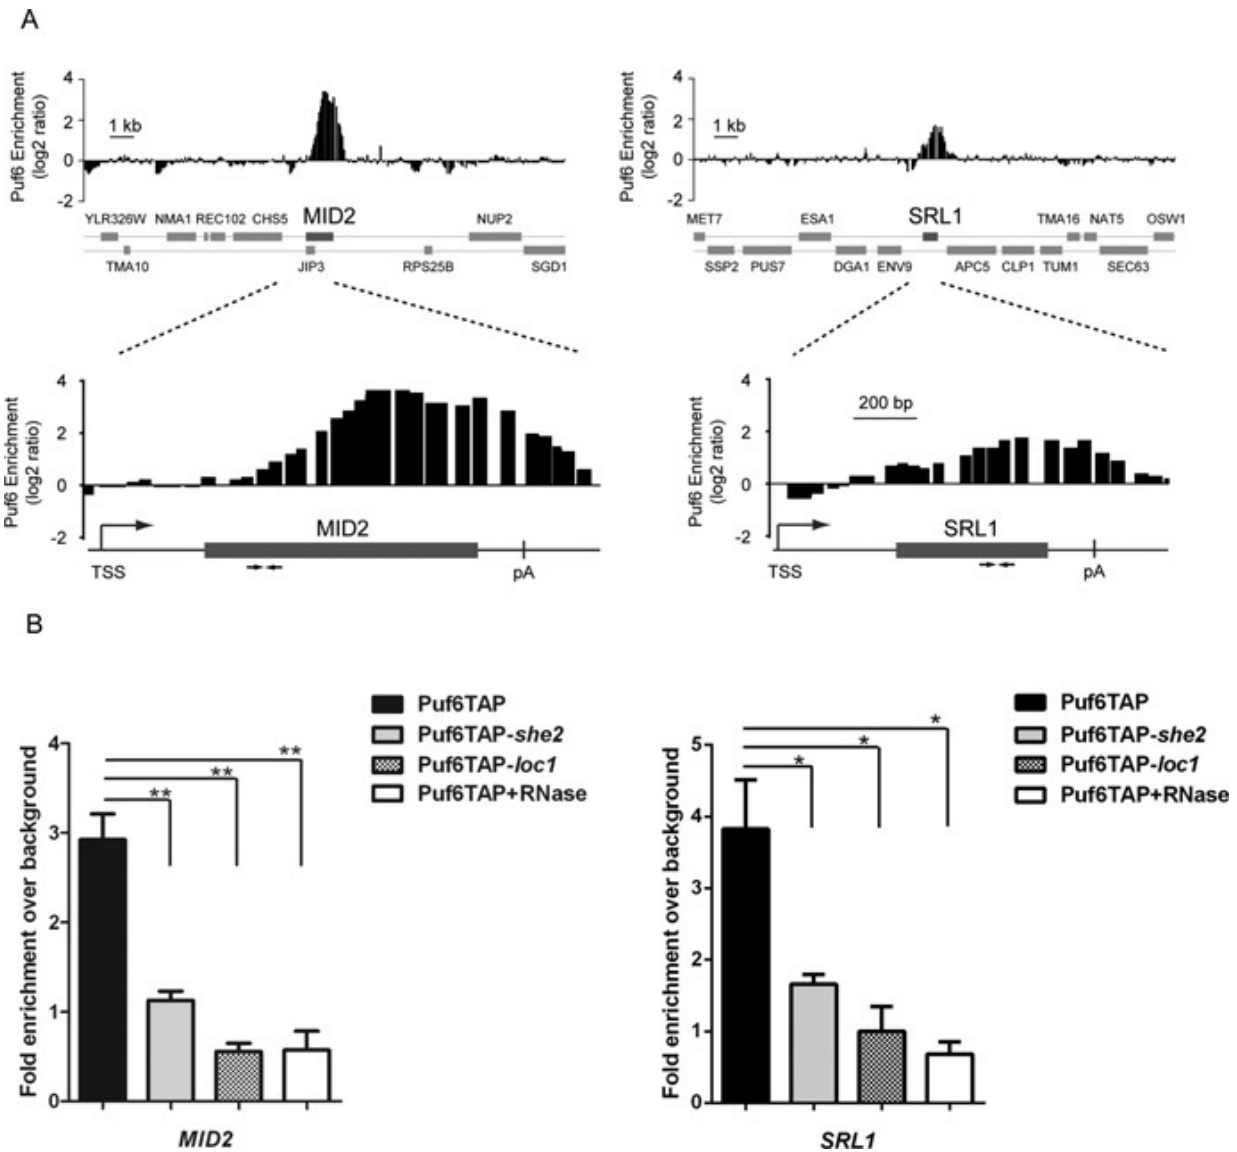 A
Puf6 Enrichment
(log2 ratio)
4
2
0
-2
1 kb
YLR326W NMA1 REC102 CHS5 MID2 NUP2
TMA10 JIP3 RPS25B SGD1
Puf6 Enrichment
(log2 ratio)
4
2
0
-2
1 kb
MET7 ESA1 SRL1 TMA16 NAT5 OSW1
SSP2 PUS7 DGA1 ENV9 APC5 CLP1 TUM1 SEC63
Puf6 Enrichment
(log2 ratio)
4
2
0
-2
MID2
TSS pA
Puf6 Enrichment
(log2 ratio)
4
2
0
-2
200 bp
SRL1
TSS pA
B
Fold enrichment over background
4
3
2
1
0
**
**
**
Puf6TAP
Puf6TAP-she2
Puf6TAP-loc1
Puf6TAP+RNase
MID2
Fold enrichment over background
5
4
3
2
1
0
*
*
*
Puf6TAP
Puf6TAP-she2
Puf6TAP-loc1
Puf6TAP+RNase
SRL1